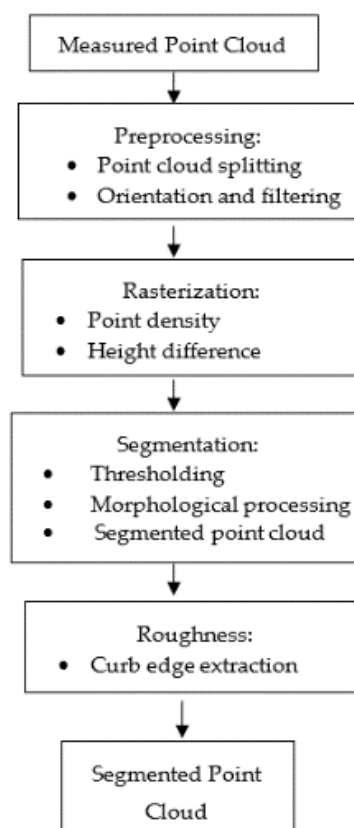 Measured Point Cloud
Preprocessing:
• Point cloud splitting
• Orientation and filtering
Rasterization:
• Point density
• Height difference
Segmentation:
• Thresholding
• Morphological processing
• Segmented point cloud
Roughness:
• Curb edge extraction
Segmented Point
Cloud